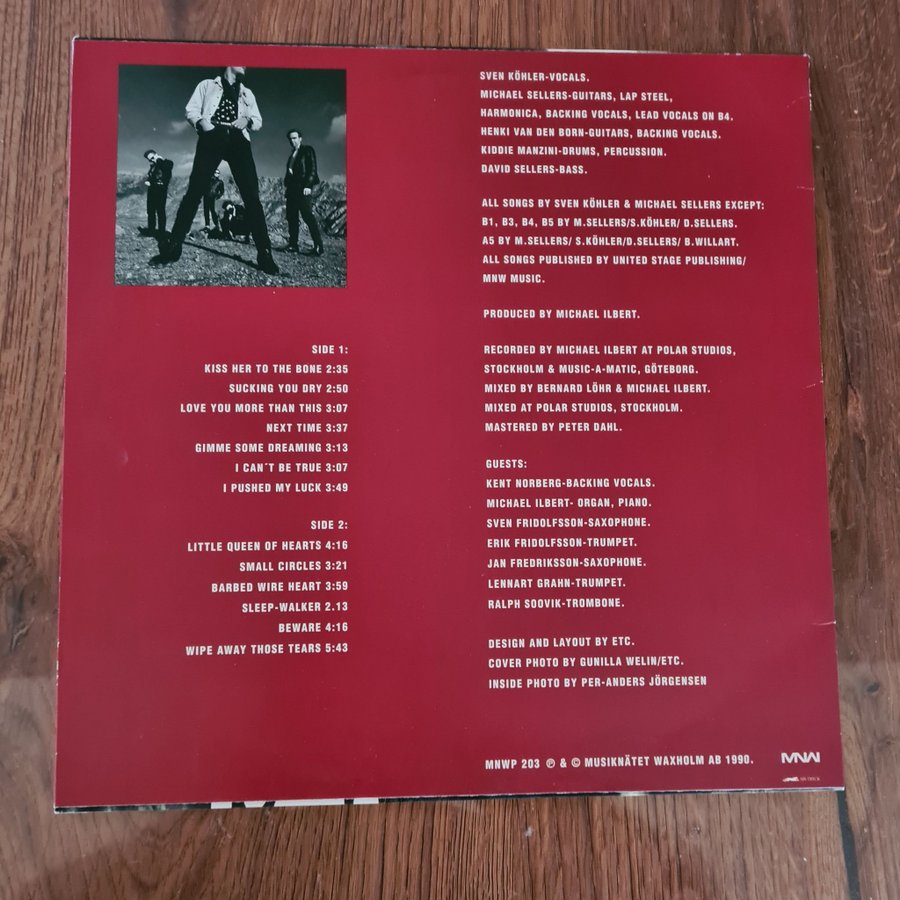 SIDE 1:
KISS HER TO THE BONE 2:35
SUCKING YOU DRY 2:50
LOVE YOU MORE THAN THIS 3:07
NEXT TIME 3:37
GIMME SOME DREAMING 3:13
I CAN´T BE TRUE 3:07
I PUSHED MY LUCK 3:49
SIDE 2:
LITTLE QUEEN OF HEARTS 4:16
SMALL CIRCLES 3:21
BARBED WIRE HEART 3:59
SLEEP-WALKER 2.13
BEWARE 4:16
WIPE AWAY THOSE TEARS 5:43
SVEN KÖHLER-VOCALS.
MICHAEL SELLERS-GUITARS, LAP STEEL,
HARMONICA, BACKING VOCALS, LEAD VOCALS ON B4.
HENKI VAN DEN BORN-GUITARS, BACKING VOCALS.
KIDDIE MANZINI-DRUMS, PERCUSSION.
DAVID SELLERS-BASS.
ALL SONGS BY SVEN KÖHLER & MICHAEL SELLERS EXCEPT:
B1, B3, B4, B5 BY M.SELLERS/S.KÖHLER/ D.SELLERS.
A5 BY M.SELLERS/ S.KÖHLER/D.SELLERS/ B.WILLART.
ALL SONGS PUBLISHED BY UNITED STAGE PUBLISHING/
MNW MUSIC.
PRODUCED BY MICHAEL ILBERT.
RECORDED BY MICHAEL ILBERT AT POLAR STUDIOS,
STOCKHOLM & MUSIC-A-MATIC, GÖTEBORG.
MIXED BY BERNARD LÖHR & MICHAEL ILBERT.
MIXED AT POLAR STUDIOS, STOCKHOLM.
MASTERED BY PETER DAHL.
GUESTS:
KENT NORBERG-BACKING VOCALS.
MICHAEL ILBERT- ORGAN, PIANO.
SVEN FRIDOLFSSON-SAXOPHONE.
ERIK FRIDOLFSSON-TRUMPET.
JAN FREDRIKSSON-SAXOPHONE.
LENNART GRAHN-TRUMPET.
RALPH SOOVIK-TROMBONE.
DESIGN AND LAYOUT BY ETC.
COVER PHOTO BY GUNILLA WELIN/ETC.
INSIDE PHOTO BY PER-ANDERS JÖRGENSEN
MNWP 203 ℗ & © MUSIKNÄTET WAXHOLM AB 1990.
MNW